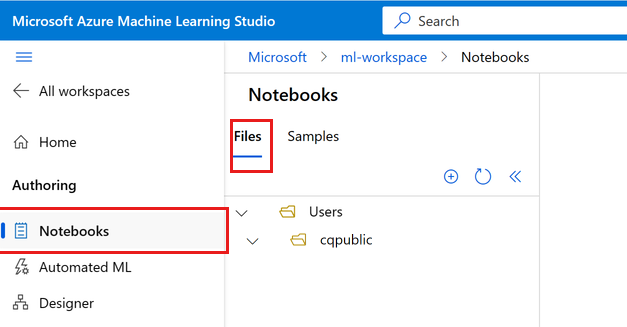 Microsoft Azure Machine Learning Studio
Search
Microsoft > ml-workspace > Notebooks
All workspaces
Home
Authoring
Notebooks
Automated ML
Designer
Notebooks
Files Samples
Users
cqpublic